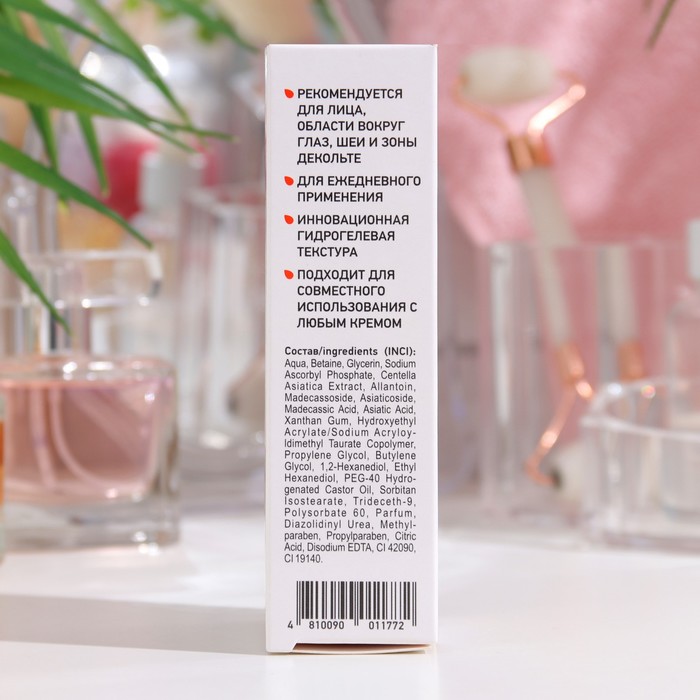 РЕКОМЕНДУЕТСЯ
ДЛЯ ЛИЦА,
ОБЛАСТИ ВОКРУГ
ГЛАЗ, ШЕИ И ЗОНЫ
ДЕКОЛЬТЕ
ДЛЯ ЕЖЕДНЕВНОГО
ПРИМЕНЕНИЯ
ИННОВАЦИОННАЯ
ГИДРОГЕЛЕВАЯ
ТЕКСТУРА
ПОДХОДИТ ДЛЯ
СОВМЕСТНОГО
ИСПОЛЬЗОВАНИЯ С
ЛЮБЫМ КРЕМОМ
Состав/ingredients (INCI):
Aqua, Betaine, Glycerin, Sodium
Ascorbyl Phosphate, Centella
Asiatica Extract, Allantoin,
Madecassoside, Asiaticoside,
Madecassic Acid, Asiatic Acid,
Xanthan Gum, Hydroxyethyl
Acrylate/Sodium Acryloy-
ldimethyl Taurate Copolymer,
Propylene Glycol, Butylene
Glycol, 1,2-Hexanediol, Ethyl
Hexanediol, PEG-40 Hydro-
genated Castor Oil, Sorbitan
Isostearate, Trideceth-9,
Polysorbate 60, Parfum,
Diazolidinyl Urea, Methyl-
paraben, Propylparaben, Citric
Acid, Disodium EDTA, CI 42090,
CI 19140.
4 810090 011772